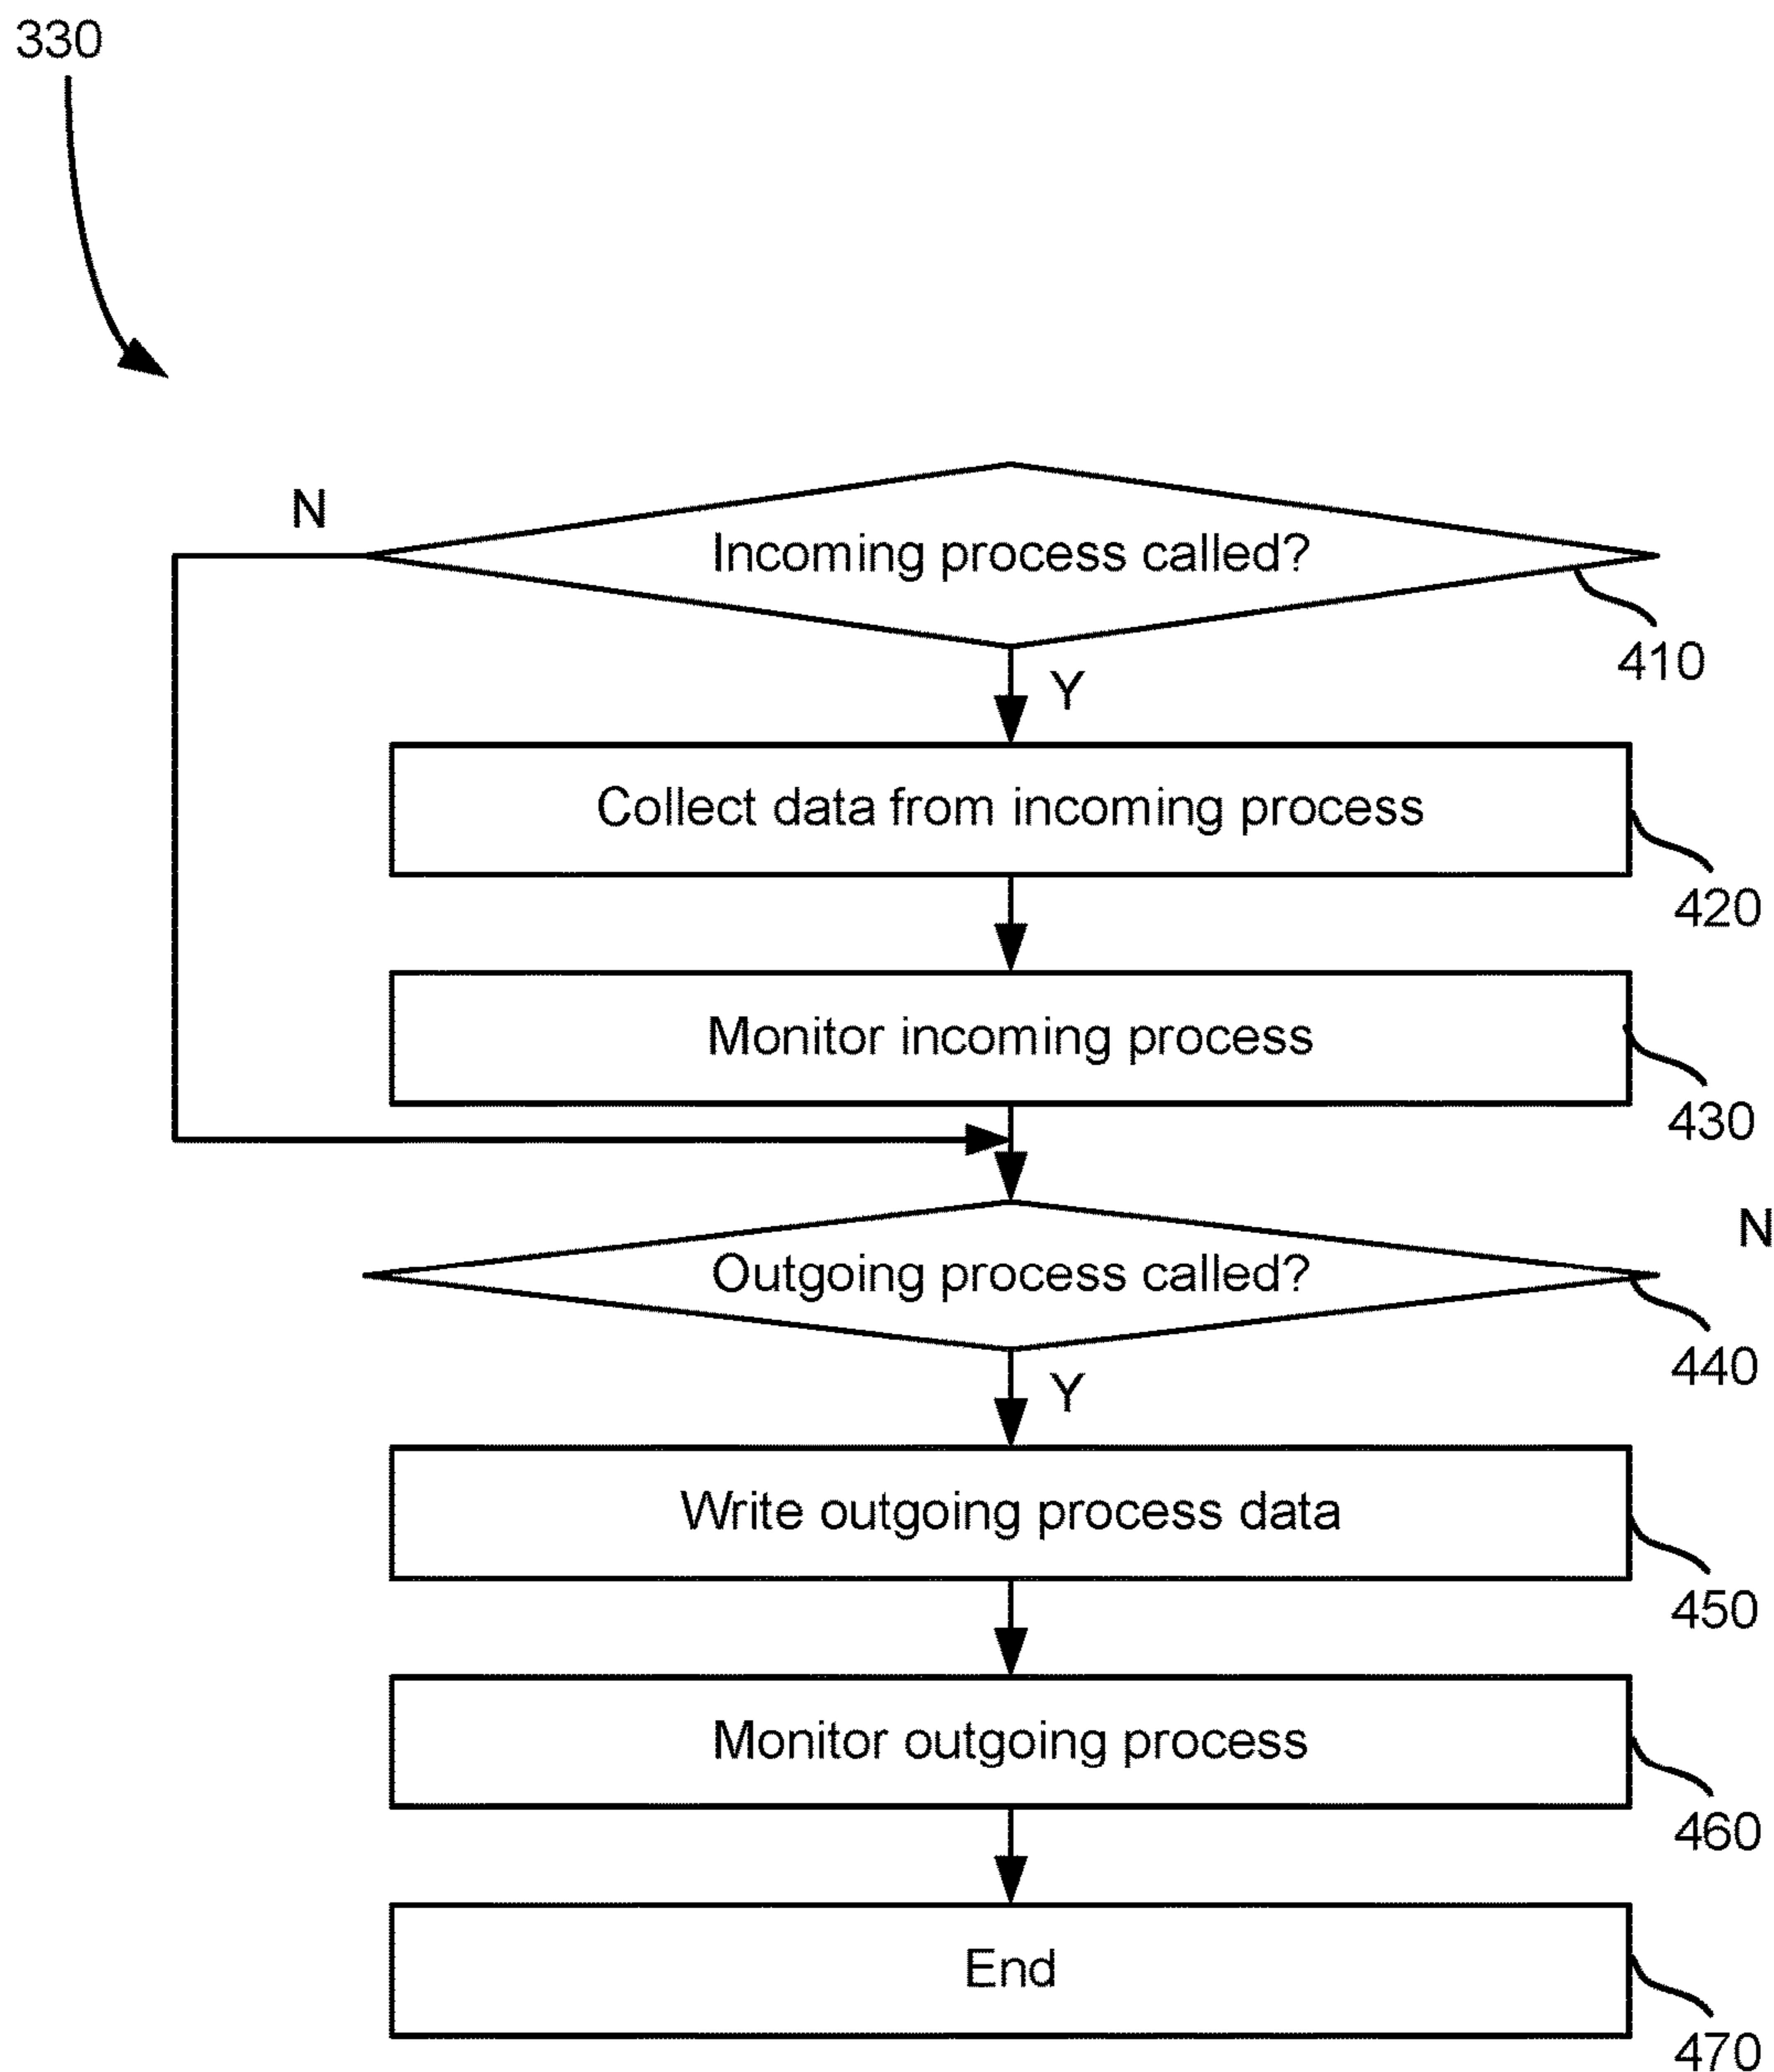 330
N
Incoming process called?
410
Y
Collect data from incoming process
420
Monitor incoming process
430
N
Outgoing process called?
440
Y
Write outgoing process data
450
Monitor outgoing process
460
End
470